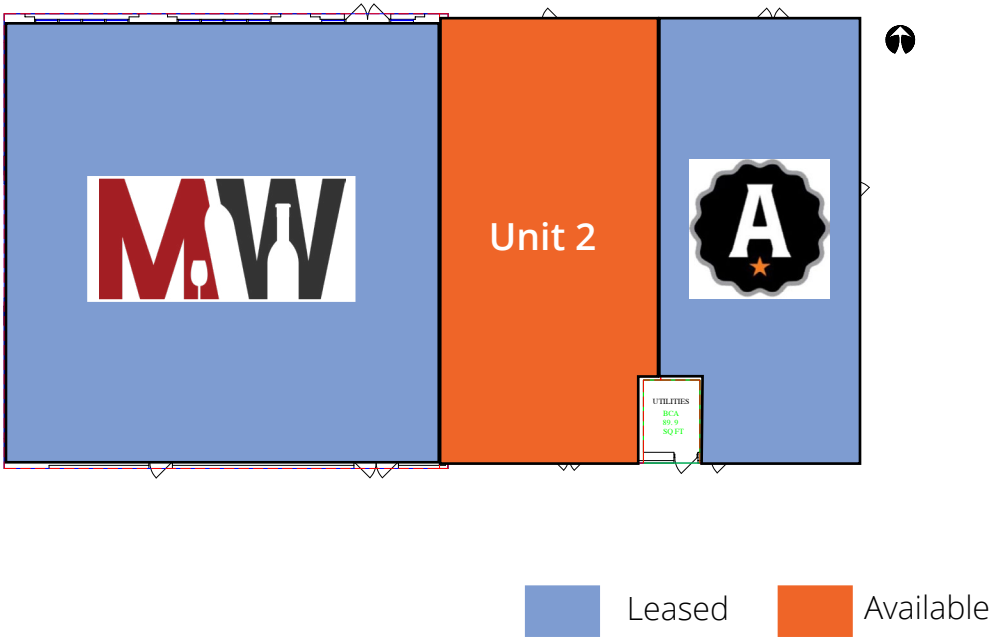 MW
Unit 2
A
UTILITIES
BCA
89.9
SQ FT
Leased
Available